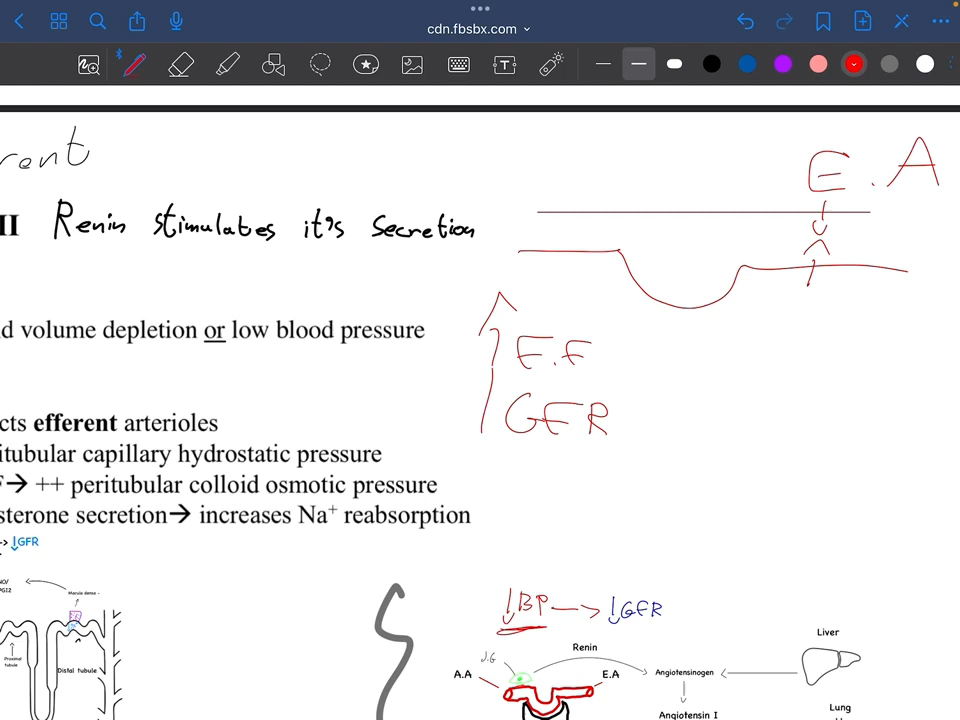 cdn.fbsbx.com
rent
E.A
II Renin stimulates it's secretion
d volume depletion or low blood pressure
F.F
GFR
cts efferent arterioles
itubular capillary hydrostatic pressure
F→ ++ peritubular colloid osmotic pressure
sterone secretion→ increases Na⁺ reabsorption
-> ↓GFR
NO/
PGI2
Macula densa -
Proximal
tubule
Distal tubule
↓BP → ↓GFR
J.G
Renin
Liver
A.A
E.A
Angiotensinogen
Lung
Angiotensin I